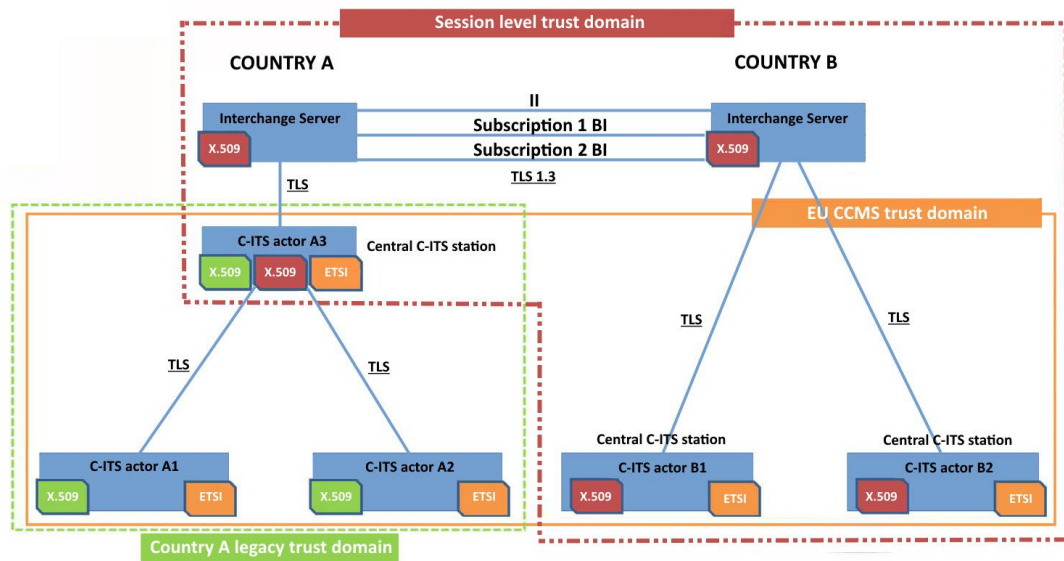 Session level trust domain
COUNTRY A
COUNTRY B
II
Interchange Server
Subscription 1 BI
Interchange Server
X.509
Subscription 2 BI
X.509
TLS
TLS 1.3
EU CCMS trust domain
C-ITS actor A3
Central C-ITS station
X.509
X.509
ETSI
TLS
TLS
TLS
TLS
Central C-ITS station
Central C-ITS station
C-ITS actor A1
C-ITS actor A2
C-ITS actor B1
C-ITS actor B2
X.509
ETSI
X.509
ETSI
X.509
ETSI
X.509
ETSI
Country A legacy trust domain